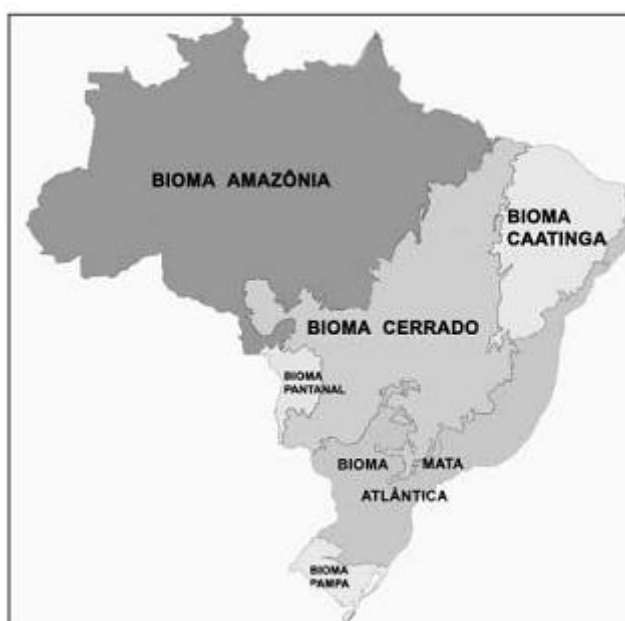 BIOMA AMAZÔNIA
BIOMA
CAATINGA
BIOMA CERRADO
BIOMA
PANTANAL
BIOMA MATA
ATLÂNTICA
BIOMA
PAMPA